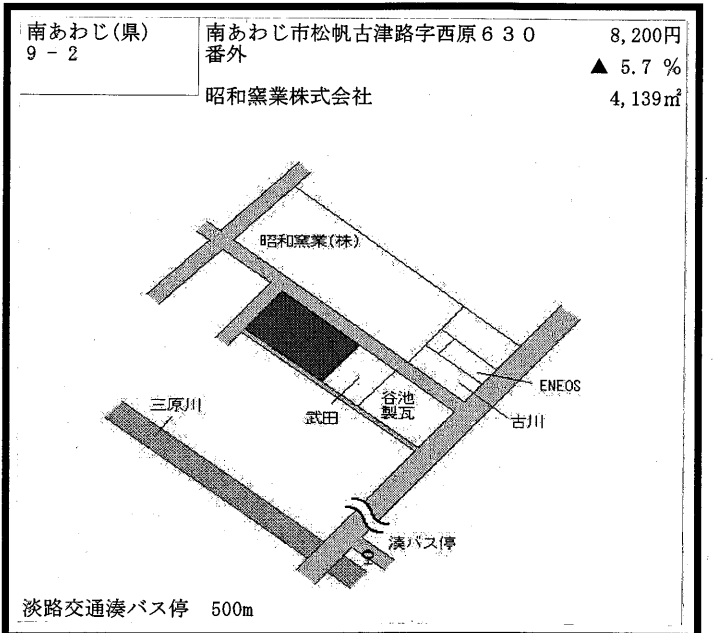 南あわじ(県)
9 - 2
南あわじ市松帆古津路字西原６３０
番外
昭和窯業株式会社
8,200円
▲ 5.7 %
4,139㎡
昭和窯業(株)
ENEOS
古川
谷池
製瓦
武田
三原川
湊バス停
淡路交通湊バス停 500m